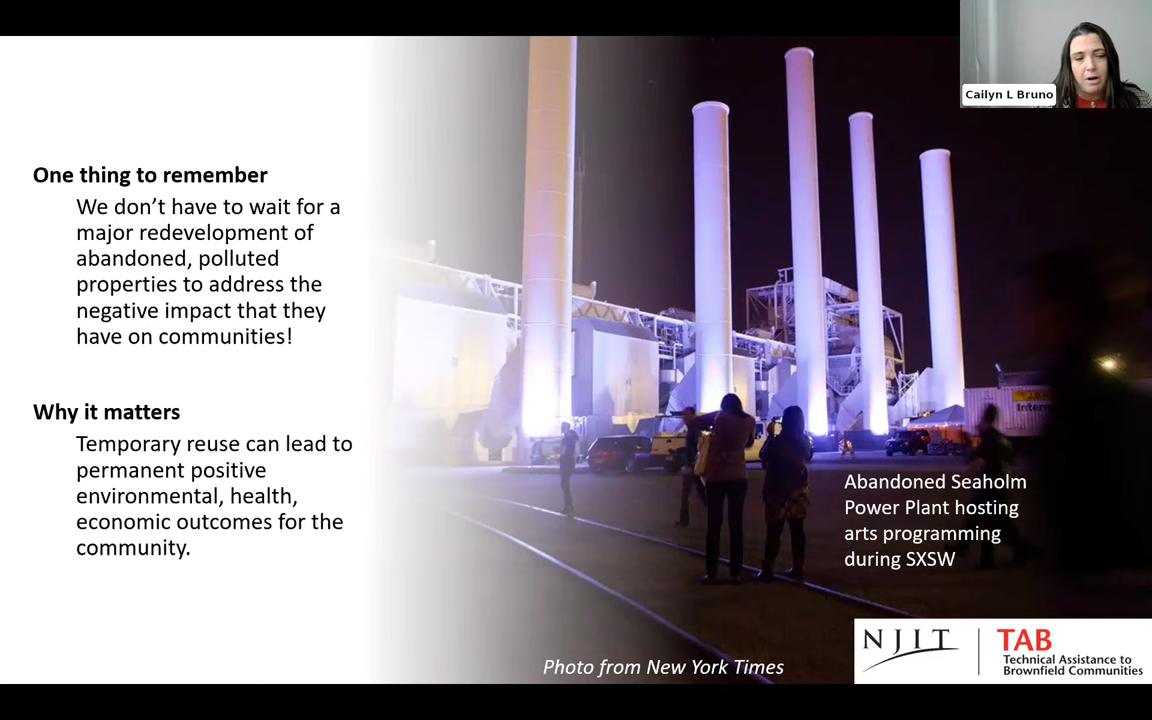 Cailyn L Bruno
One thing to remember
We don’t have to wait for a
major redevelopment of
abandoned, polluted
properties to address the
negative impact that they
have on communities!
Why it matters
Temporary reuse can lead to
permanent positive
environmental, health,
economic outcomes for the
community.
Abandoned Seaholm
Power Plant hosting
arts programming
during SXSW
Photo from New York Times
NJIT
TAB
Technical Assistance to
Brownfield Communities